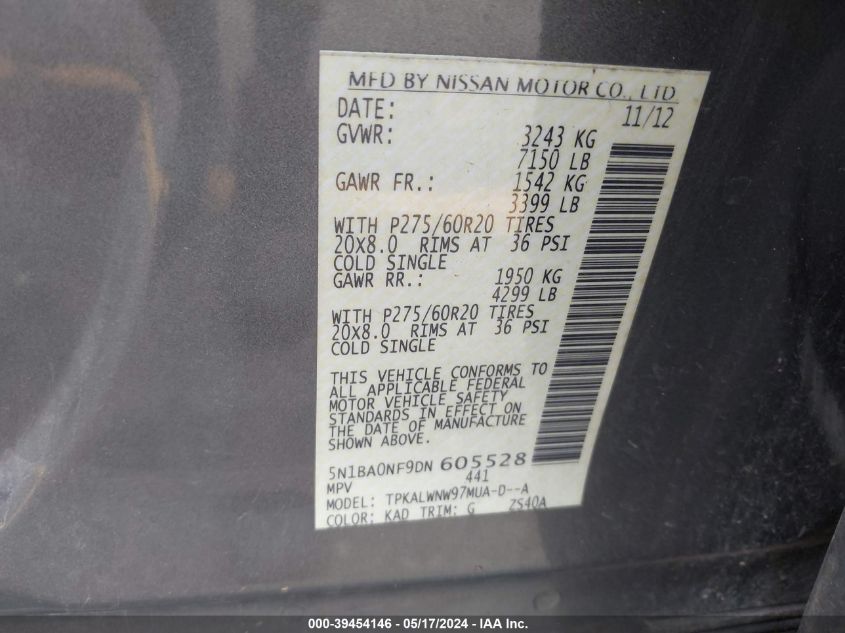 MFD BY NISSAN MOTOR CO., LTD
DATE: 11/12
GVWR: 3243 KG
7150 LB
GAWR FR.: 1542 KG
3399 LB
WITH P275/60R20 TIRES
20X8.0 RIMS AT 36 PSI
COLD SINGLE
GAWR RR.: 1950 KG
4299 LB
WITH P275/60R20 TIRES
20X8.0 RIMS AT 36 PSI
COLD SINGLE
THIS VEHICLE CONFORMS TO
ALL APPLICABLE FEDERAL
MOTOR VEHICLE SAFETY
STANDARDS IN EFFECT ON
THE DATE OF MANUFACTURE
SHOWN ABOVE.
5N1BA0NF9DN 605528
MPV 441
MODEL: TPKALWNW97MUA-D--A
COLOR: KAD TRIM: G ZS40A
000-39454146 - 05/17/2024 - IAA Inc.